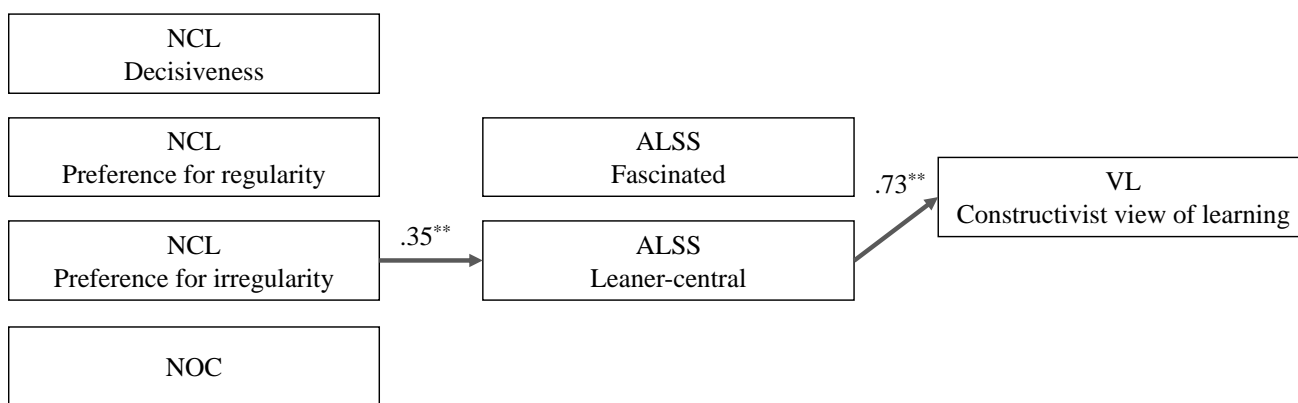 NCL
Decisiveness
NCL
Preference for regularity
NCL
Preference for irregularity
NOC
.35**
ALSS
Fascinated
ALSS
Leaner-central
.73**
VL
Constructivist view of learning